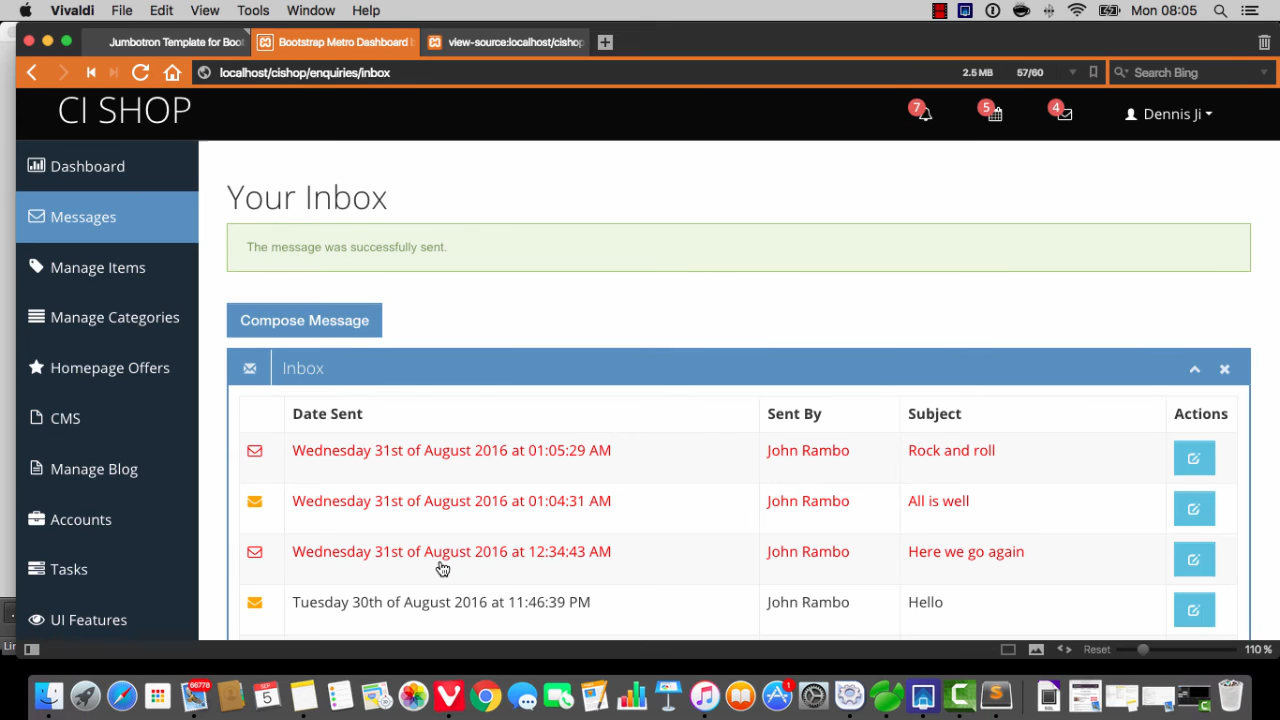 Vivaldi File Edit View Tools Window Help Mon 08:05
Jumbotron Template for Boot Bootstrap Metro Dashboard b view-source:localhost/cishop
localhost/cishop/enquiries/inbox 2.5 MB 57/60 Search Bing
CI SHOP 7 5 4 Dennis Ji
Dashboard
Messages
Manage Items
Manage Categories
Homepage Offers
CMS
Manage Blog
Accounts
Tasks
UI Features
Your Inbox
The message was successfully sent.
Compose Message
Inbox
Date Sent Sent By Subject Actions
Wednesday 31st of August 2016 at 01:05:29 AM John Rambo Rock and roll
Wednesday 31st of August 2016 at 01:04:31 AM John Rambo All is well
Wednesday 31st of August 2016 at 12:34:43 AM John Rambo Here we go again
Tuesday 30th of August 2016 at 11:46:39 PM John Rambo Hello
Reset 110 %
66778 SEP 5 1